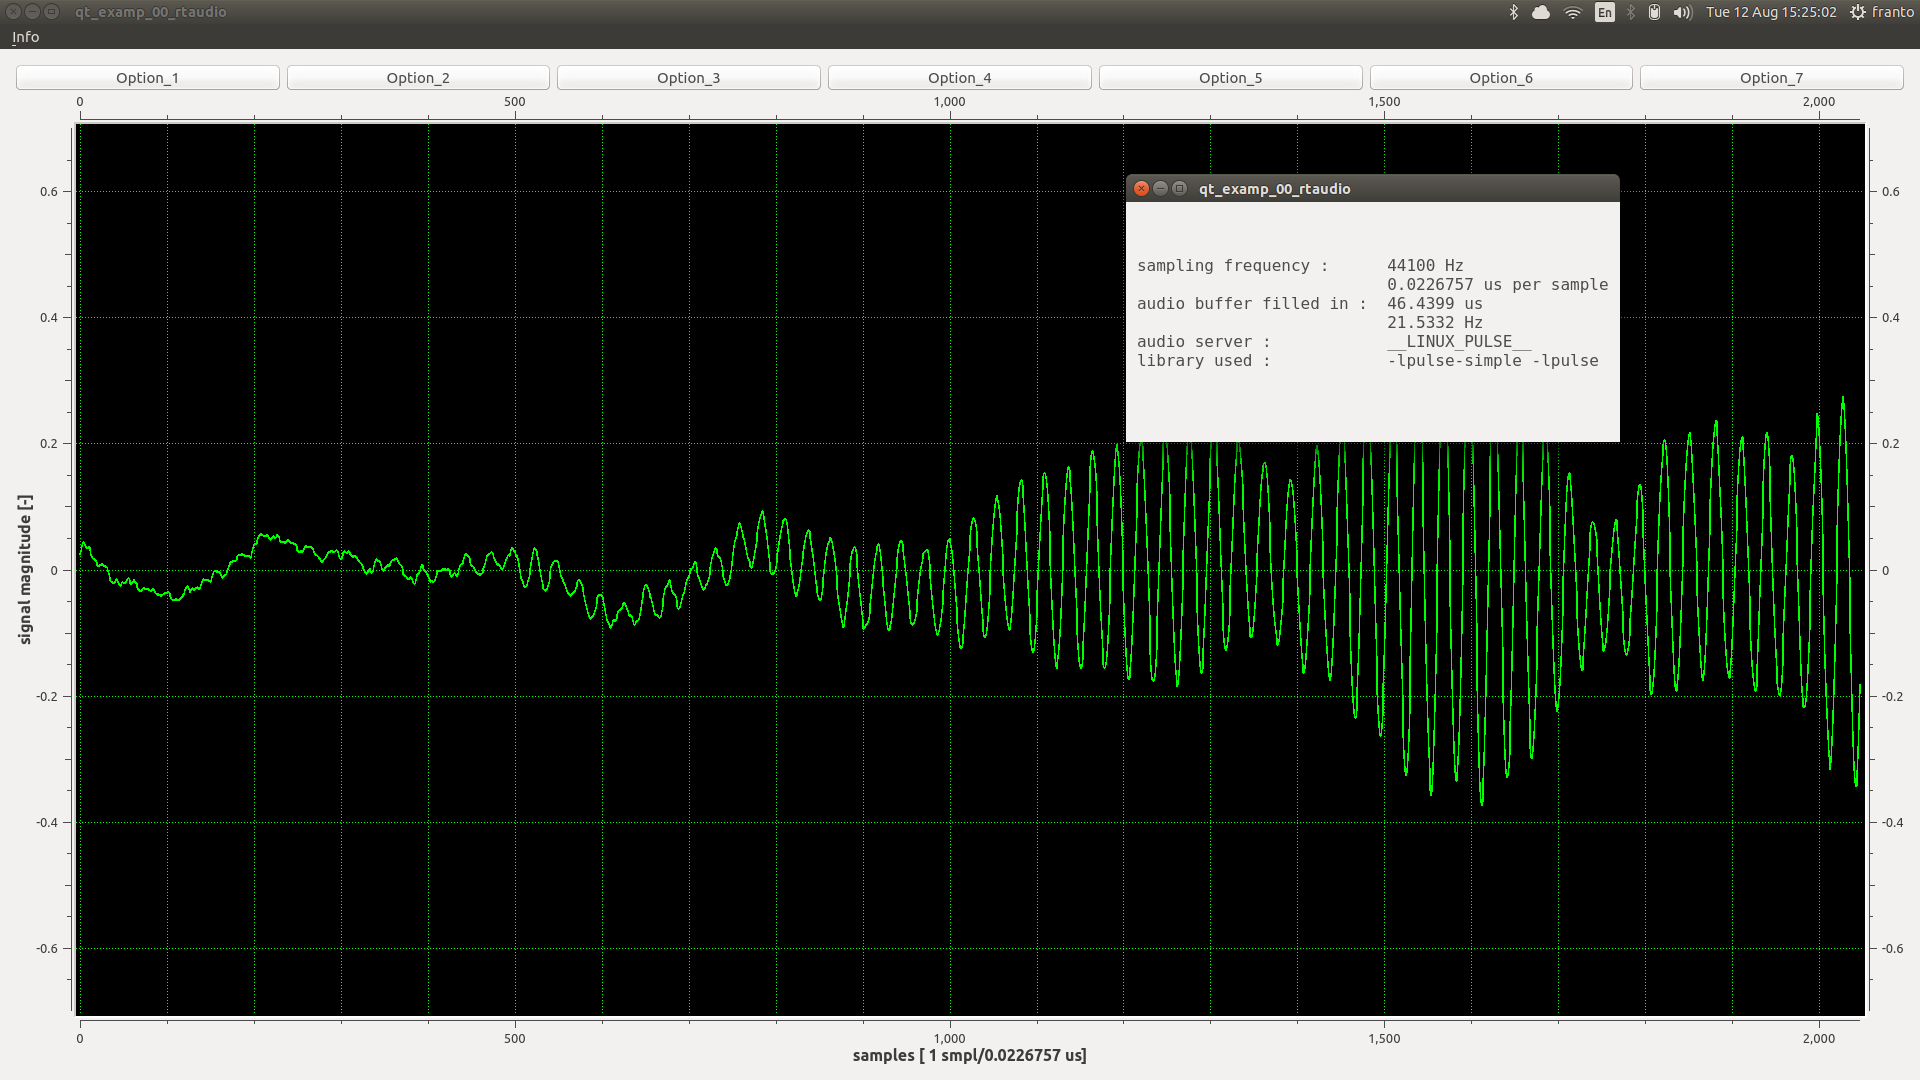 qt_examp_00_rtaudio
En
Tue 12 Aug 15:25:02
franto
Info
Option_1
Option_2
Option_3
Option_4
Option_5
Option_6
Option_7
0
500
1,000
1,500
2,000
qt_examp_00_rtaudio
sampling frequency : 44100 Hz
0.0226757 us per sample
audio buffer filled in : 46.4399 us
21.5332 Hz
audio server : __LINUX_PULSE__
library used : -lpulse-simple -lpulse
signal magnitude [-]
0.6
0.4
0.2
0
-0.2
-0.4
-0.6
0.6
0.4
0.2
0
-0.2
-0.4
-0.6
0
500
1,000
1,500
2,000
samples [ 1 smpl/0.0226757 us]